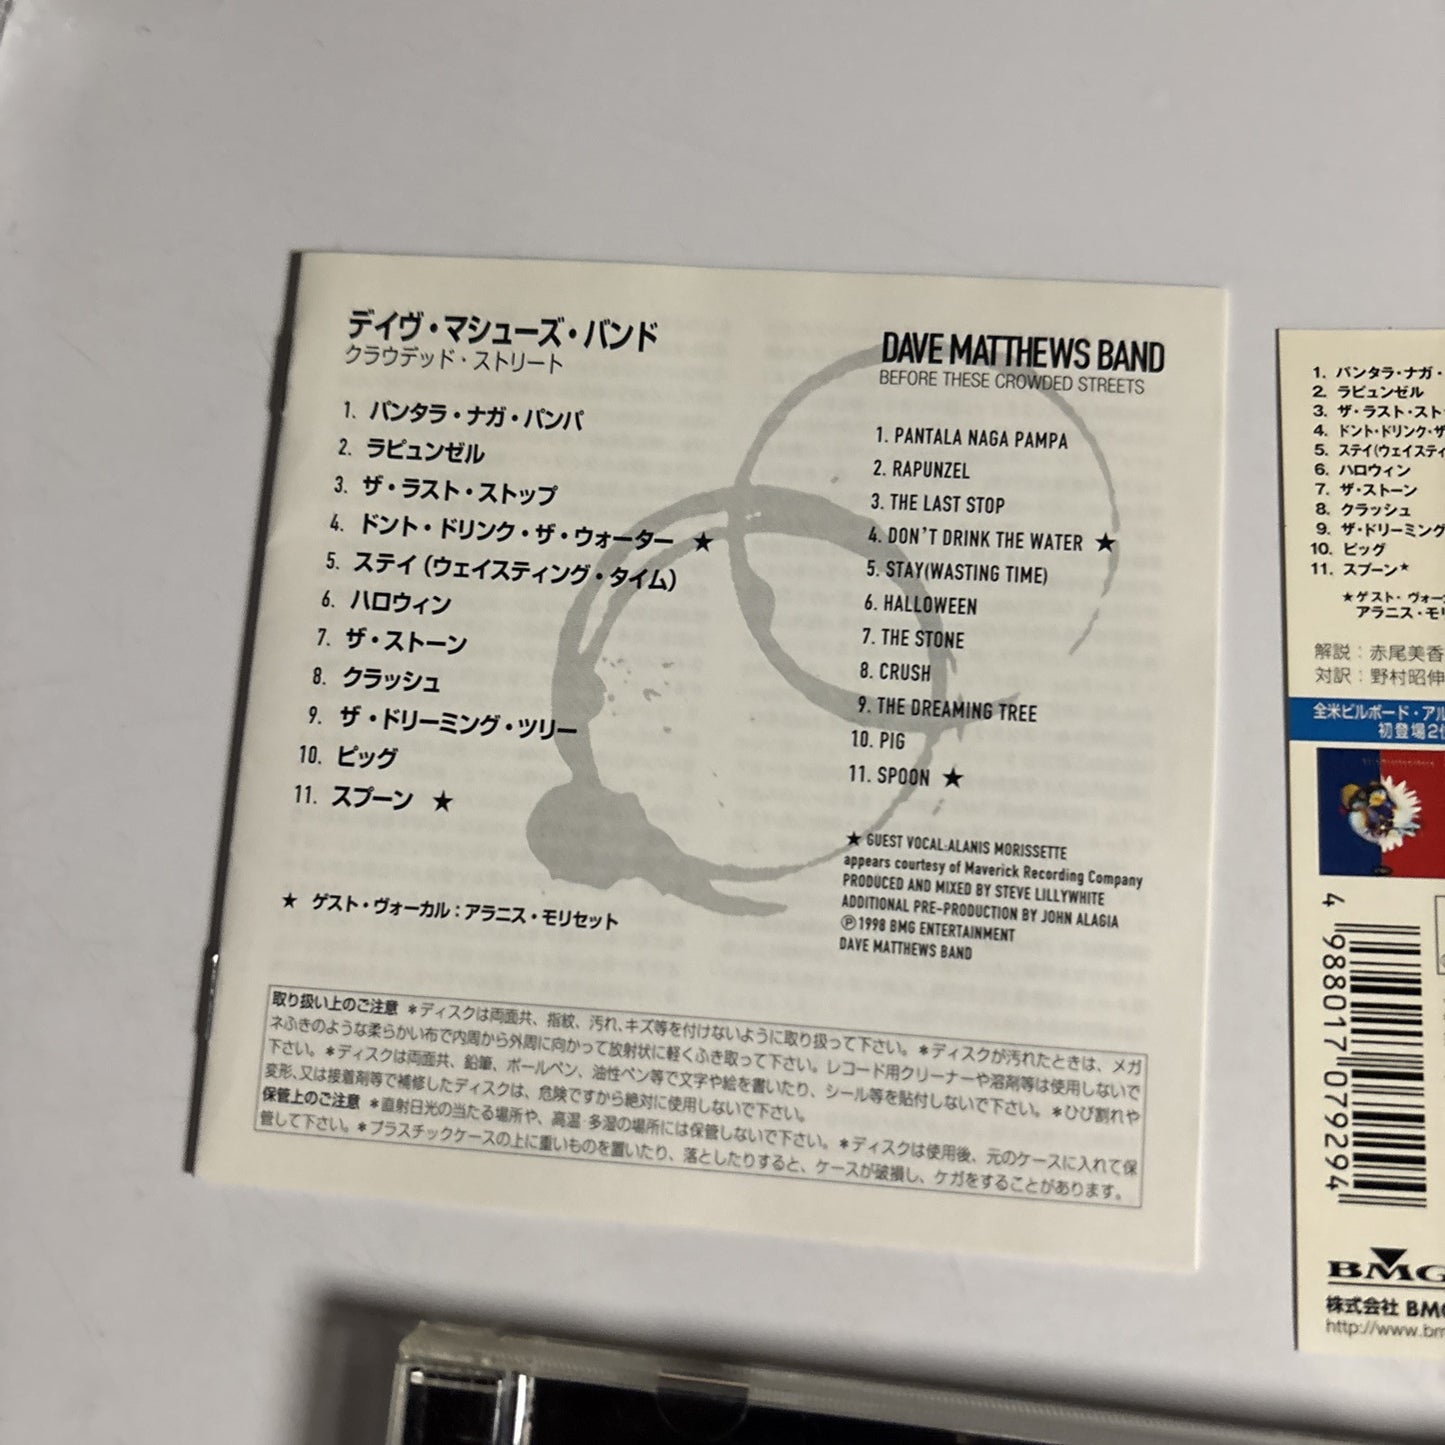 デイヴ・マシューズ・バンド
クラウデッド・ストリート
1. パンタラ・ナガ・パンパ
2. ラピュンゼル
3. ザ・ラスト・ストップ
4. ドント・ドリンク・ザ・ウォーター ★
5. ステイ（ウェイスティング・タイム）
6. ハロウィン
7. ザ・ストーン
8. クラッシュ
9. ザ・ドリーミング・ツリー
10. ピッグ
11. スプーン ★
★ ゲスト・ヴォーカル：アラニス・モリセット
DAVE MATTHEWS BAND
BEFORE THESE CROWDED STREETS
1. PANTALA NAGA PAMPA
2. RAPUNZEL
3. THE LAST STOP
4. DON'T DRINK THE WATER ★
5. STAY(WASTING TIME)
6. HALLOWEEN
7. THE STONE
8. CRUSH
9. THE DREAMING TREE
10. PIG
11. SPOON ★
★ GUEST VOCAL:ALANIS MORISSETTE
appears courtesy of Maverick Recording Company
PRODUCED AND MIXED BY STEVE LILLYWHITE
ADDITIONAL PRE-PRODUCTION BY JOHN ALAGIA
Ⓟ1998 BMG ENTERTAINMENT
DAVE MATTHEWS BAND
取り扱い上のご注意 ＊ディスクは両面共、指紋、汚れ、キズ等を付けないように取り扱って下さい。＊ディスクが汚れたときは、メガ
ネふきのような柔らかい布で内周から外周に向かって放射状に軽くふき取って下さい。レコード用クリーナーや溶剤等は使用しないで
下さい。＊ディスクは両面共、鉛筆、ボールペン、油性ペン等で文字や絵を書いたり、シール等を貼付しないで下さい。＊ひび割れや
変形、又は接着剤等で補修したディスクは、危険ですから絶対に使用しないで下さい。
保管上のご注意 ＊直射日光の当たる場所や、高温・多湿の場所には保管しないで下さい。＊ディスクは使用後、元のケースに入れて保
管して下さい。＊プラスチックケースの上に重いものを置いたり、落としたりすると、ケースが破損し、ケガをすることがあります。
1. パンタラ・ナガ・
2. ラピュンゼル
3. ザ・ラスト・スト
4. ドント・ドリンク・ザ
5. ステイ(ウェイスティ
6. ハロウィン
7. ザ・ストーン
8. クラッシュ
9. ザ・ドリーミング
10. ピッグ
11. スプーン★
★ゲスト・ヴォー
アラニス・モリ
解説：赤尾美香
対訳：野村昭伸
全米ビルボード・アル
初登場2位
4 988017 079294
BMG
株式会社 BMG
http://www.bm